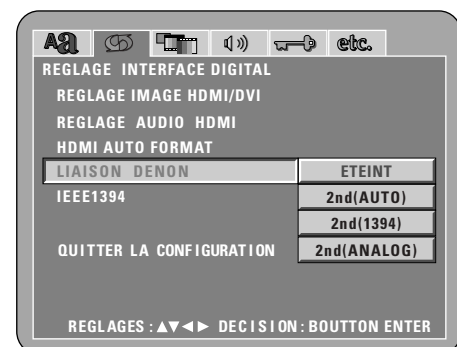 Aa etc.
REGLAGE INTERFACE DIGITAL
REGLAGE IMAGE HDMI/DVI
REGLAGE AUDIO HDMI
HDMI AUTO FORMAT
LIAISON DENON ETEINT
IEEE1394 2nd(AUTO)
2nd(1394)
QUITTER LA CONFIGURATION 2nd(ANALOG)
REGLAGES :▲▼◄► DECISION : BOUTTON ENTER